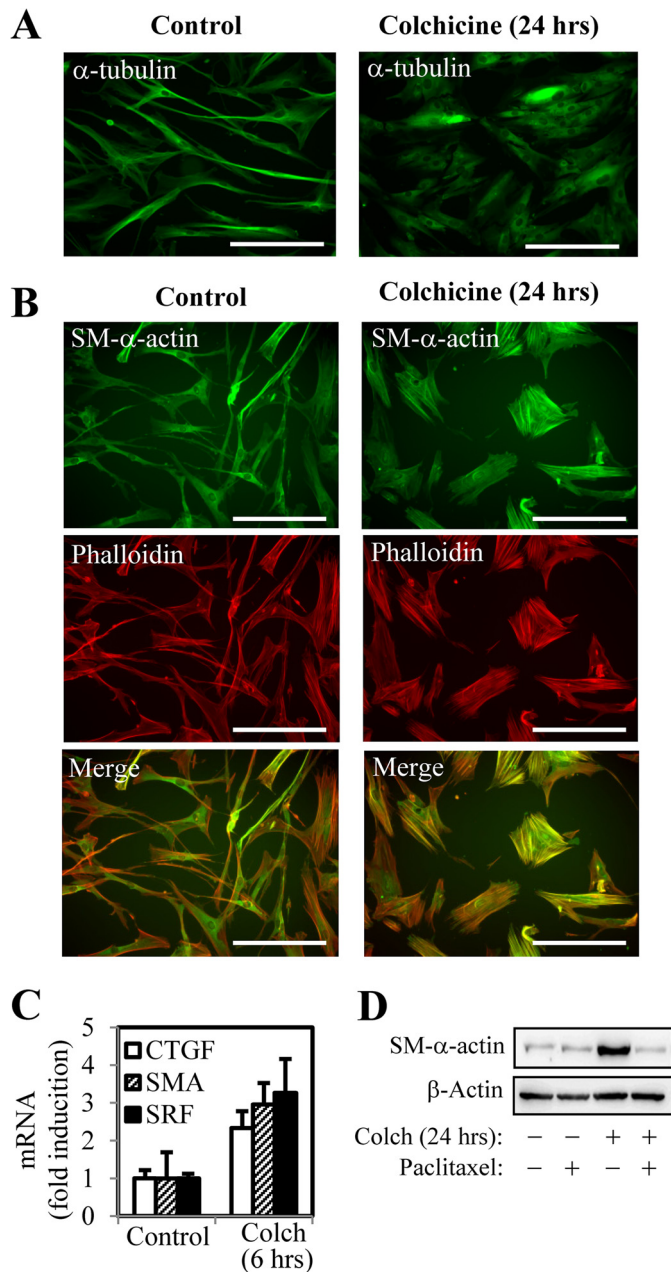 A
Control
Colchicine (24 hrs)
α-tubulin
α-tubulin
B
Control
Colchicine (24 hrs)
SM-α-actin
SM-α-actin
Phalloidin
Phalloidin
Merge
Merge
C
mRNA
(fold inducition)
5
4
3
2
1
0
CTGF
SMA
SRF
Control
Colch
(6 hrs)
D
SM-α-actin
β-Actin
Colch (24 hrs): – – + +
Paclitaxel: – + – +